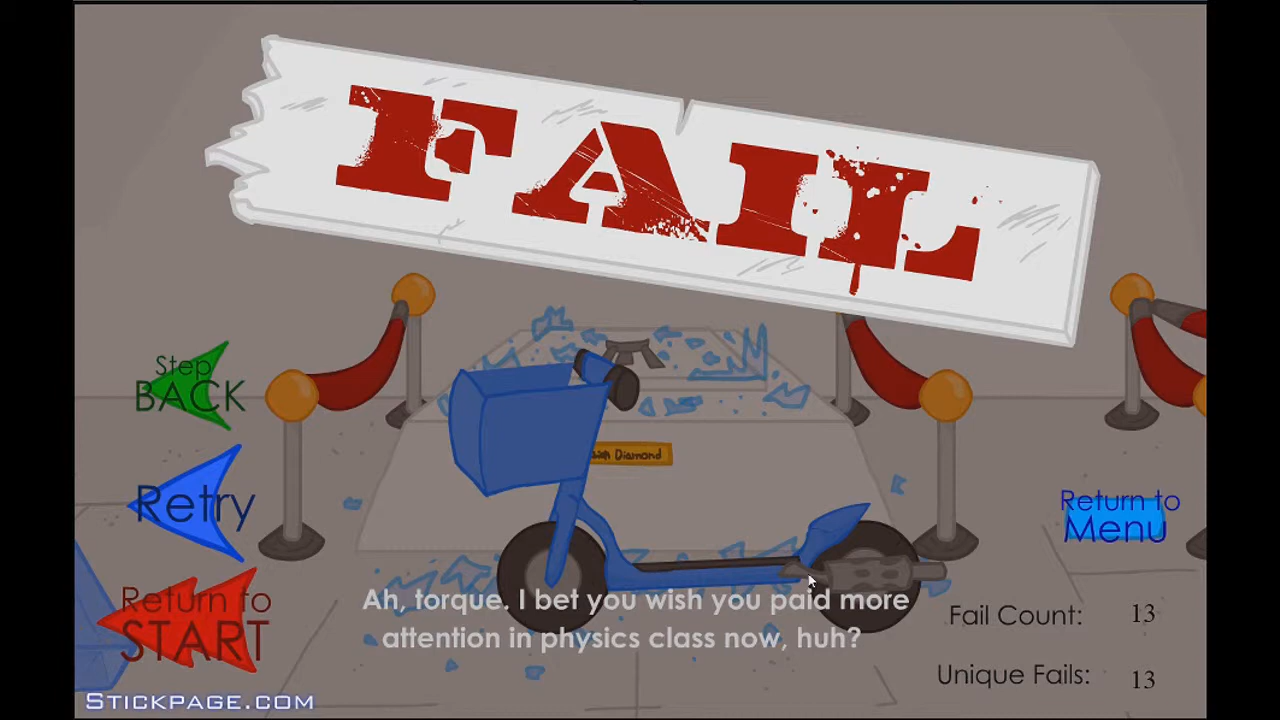 FAIL
Step
BACK
Diamond
Retry
Return to
Menu
Return to
START
Ah, torque. I bet you wish you paid more
attention in physics class now, huh?
Fail Count: 13
Unique Fails: 13
STICKPAGE.COM